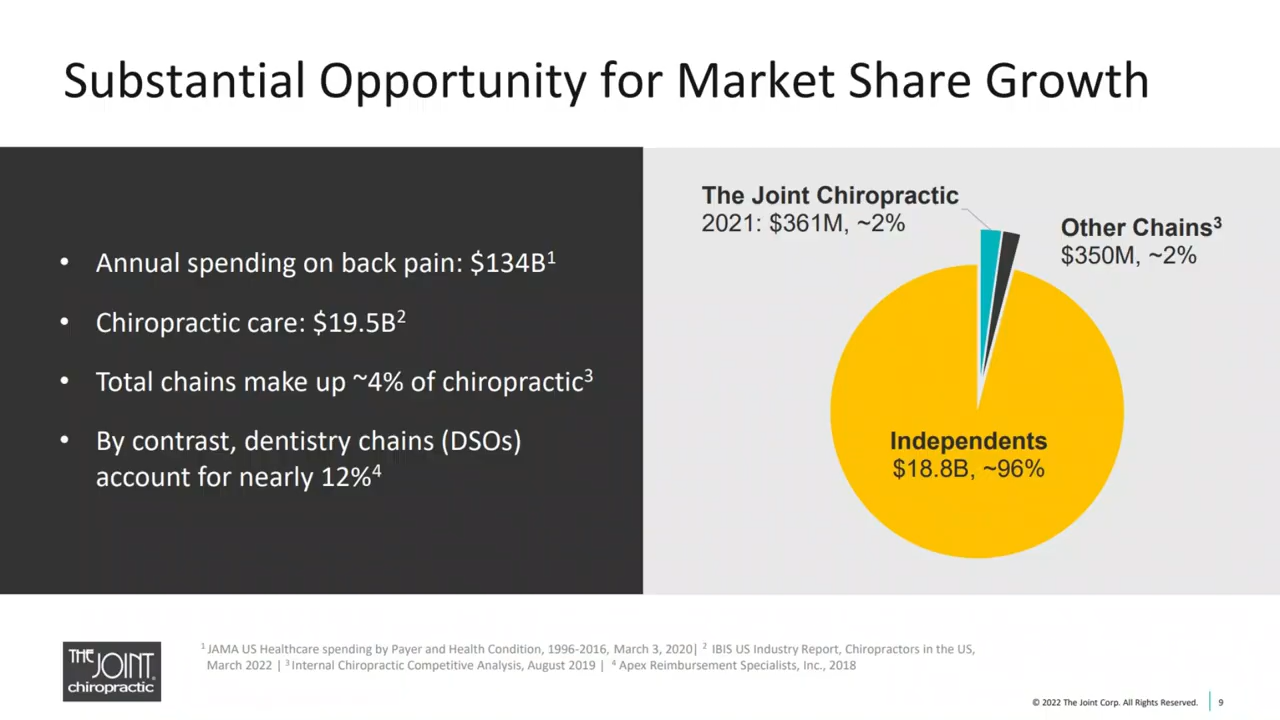 Substantial Opportunity for Market Share Growth
• Annual spending on back pain: $134B¹
• Chiropractic care: $19.5B²
• Total chains make up ~4% of chiropractic³
• By contrast, dentistry chains (DSOs)
account for nearly 12%⁴
The Joint Chiropractic
2021: $361M, ~2%
Other Chains³
$350M, ~2%
Independents
$18.8B, ~96%
THE JOINT
chiropractic
¹ JAMA US Healthcare spending by Payer and Health Condition, 1996-2016, March 3, 2020| ² IBIS US Industry Report, Chiropractors in the US,
March 2022 | ³ Internal Chiropractic Competitive Analysis, August 2019 | ⁴ Apex Reimbursement Specialists, Inc., 2018
© 2022 The Joint Corp. All Rights Reserved. 9